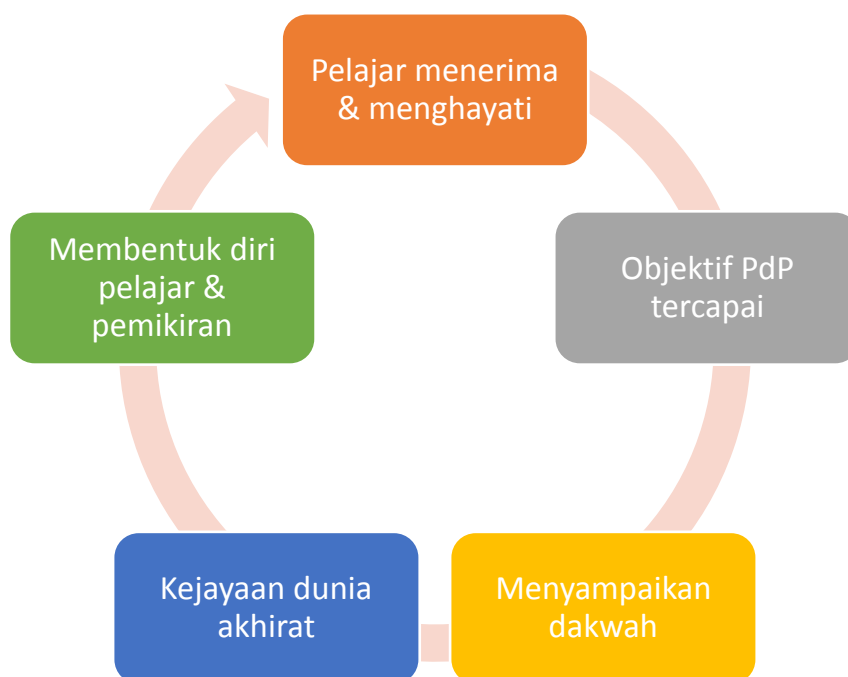 Pelajar menerima
& menghayati
Objektif PdP
tercapai
Menyampaikan
dakwah
Kejayaan dunia
akhirat
Membentuk diri
pelajar &
pemikiran